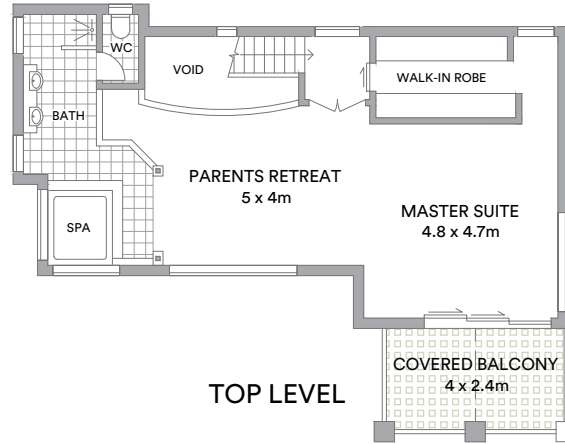 WC
VOID
WALK-IN ROBE
BATH
PARENTS RETREAT
5 x 4m
MASTER SUITE
4.8 x 4.7m
SPA
COVERED BALCONY
4 x 2.4m
TOP LEVEL